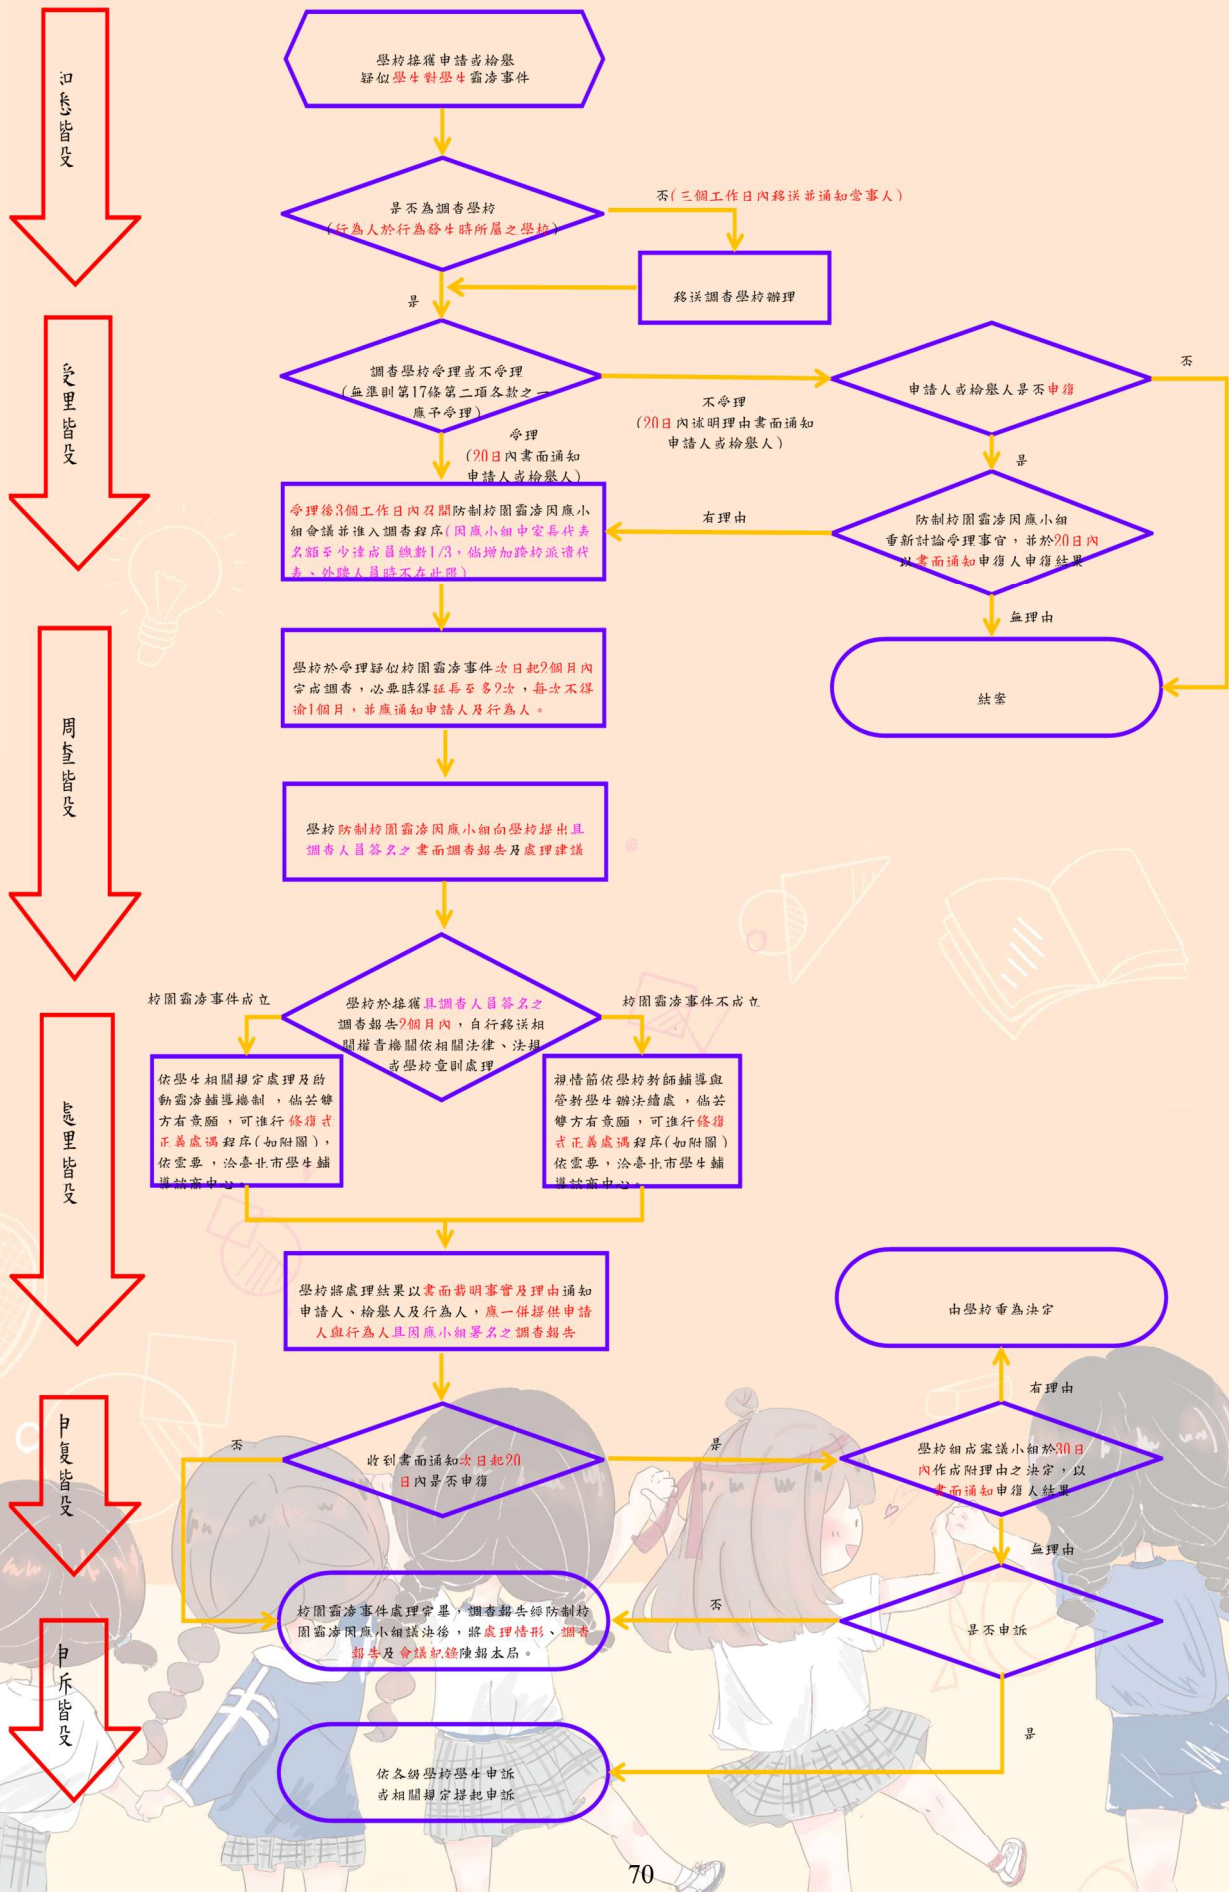 知悉階段
學校接獲申請或檢舉
疑似學生對學生霸凌事件
是否為調查學校
(行為人於行為發生時所屬之學校)
否(三個工作日內移送並通知當事人)
移送調查學校辦理
是
受理階段
調查學校受理或不受理
(無準則第17條第二項各款之一
應予受理)
不受理
(20日內述明理由書面通知
申請人或檢舉人)
申請人或檢舉人是否申復
否
是
受理
(20日內書面通知
申請人或檢舉人)
受理後3個工作日內召開防制校園霸凌因應小
組會議並進入調查程序(因應小組中家長代表
名額至少達成員總數1/3,倘增加跨校派遣代
表、外聘人員時不在此限)
有理由
防制校園霸凌因應小組
重新討論受理事宜,並於20日內
以書面通知申復人申復結果
無理由
結案
調查階段
學校於受理疑似校園霸凌事件次日起2個月內
完成調查,必要時得延長至多2次,每次不得
逾1個月,並應通知申請人及行為人。
學校防制校園霸凌因應小組向學校提出具
調查人員簽名之書面調查報告及處理建議
處理階段
校園霸凌事件成立
學校於接獲具調查人員簽名之
調查報告2個月內,自行移送相
關權責機關依相關法律、法規
或學校章則處理
校園霸凌事件不成立
依學生相關規定處理及啟
動霸凌輔導機制,倘若雙
方有意願,可進行修復式
正義處遇程序(如附圖),
依需要,洽臺北市學生輔
導諮商中心。
視情節依學校教師輔導與
管教學生辦法續處,倘若
雙方有意願,可進行修復
式正義處遇程序(如附圖)
依需要,洽臺北市學生輔
導諮商中心。
學校將處理結果以書面載明事實及理由通知
申請人、檢舉人及行為人,應一併提供申請
人與行為人具因應小組署名之調查報告
由學校重為決定
有理由
申復階段
否
收到書面通知次日起20
日內是否申復
是
學校組成審議小組於30日
內作成附理由之決定,以
書面通知申復人結果
無理由
申訴階段
校園霸凌事件處理完畢,調查報告經防制校
園霸凌因應小組議決後,將處理情形、調查
報告及會議紀錄陳報本局。
否
是否申訴
是
依各級學校學生申訴
或相關規定提起申訴
70